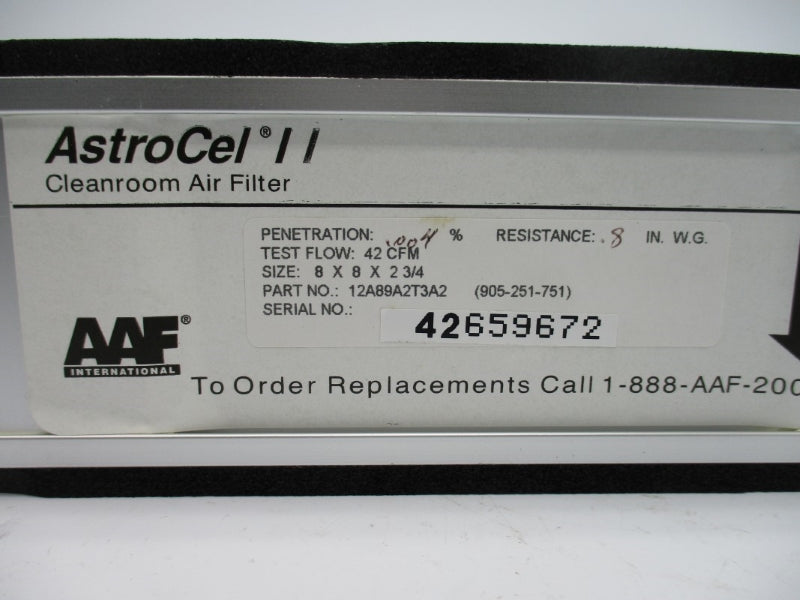 AstroCel® II
Cleanroom Air Filter
PENETRATION: .004 % RESISTANCE: .8 IN. W.G.
TEST FLOW: 42 CFM
SIZE: 8 X 8 X 2 3/4
PART NO.: 12A89A2T3A2 (905-251-751)
SERIAL NO.: 42659672
AAF®
INTERNATIONAL
To Order Replacements Call 1-888-AAF-200